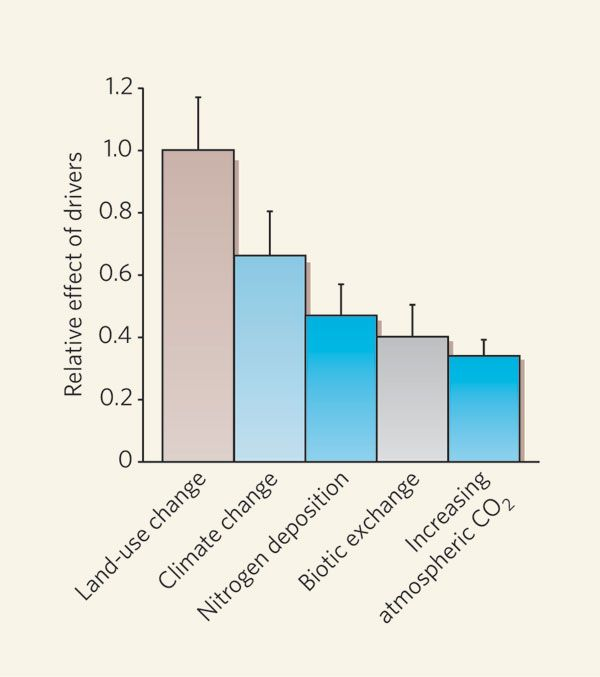 1.2
1.0
0.8
0.6
0.4
0.2
0
Relative effect of drivers
Land-use change
Climate change
Nitrogen deposition
Biotic exchange
Increasing
atmospheric CO₂